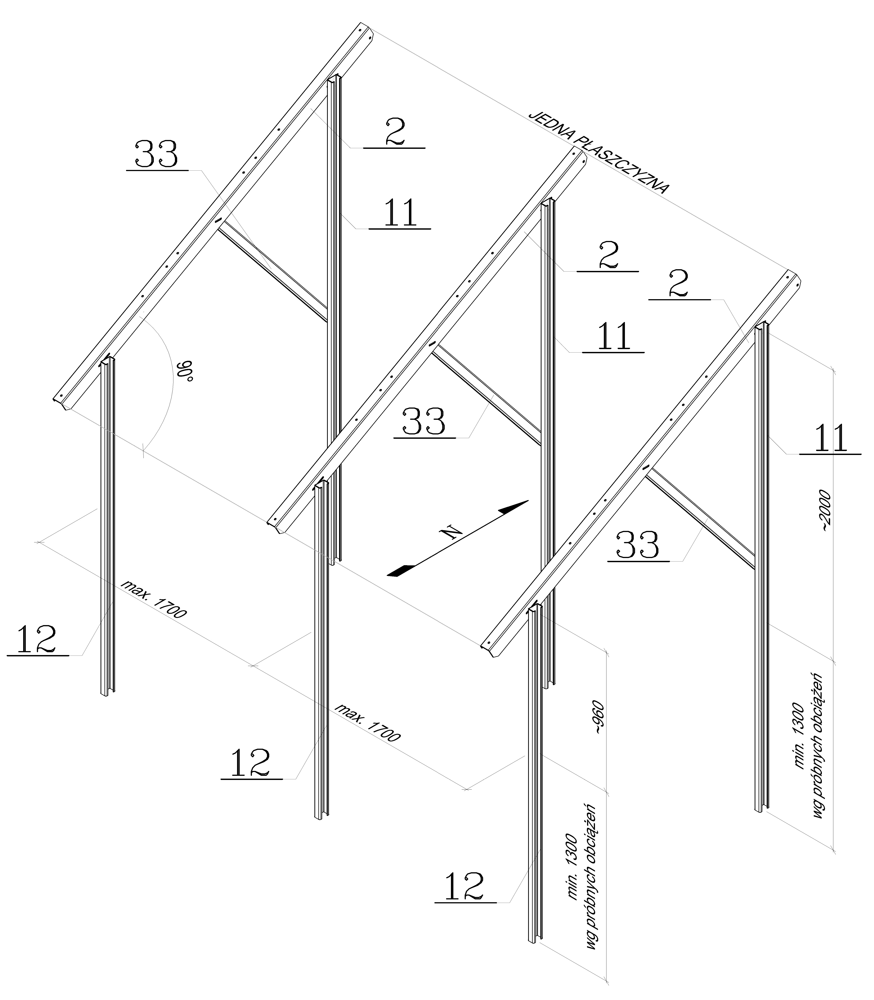 JEDNA PŁASZCZYZNA
2
33
11
2
2
11
90°
33
11
~2000
N
33
max. 1700
12
~960
min. 1300
wg próbnych obciążeń
max. 1700
12
min. 1300
wg próbnych obciążeń
12